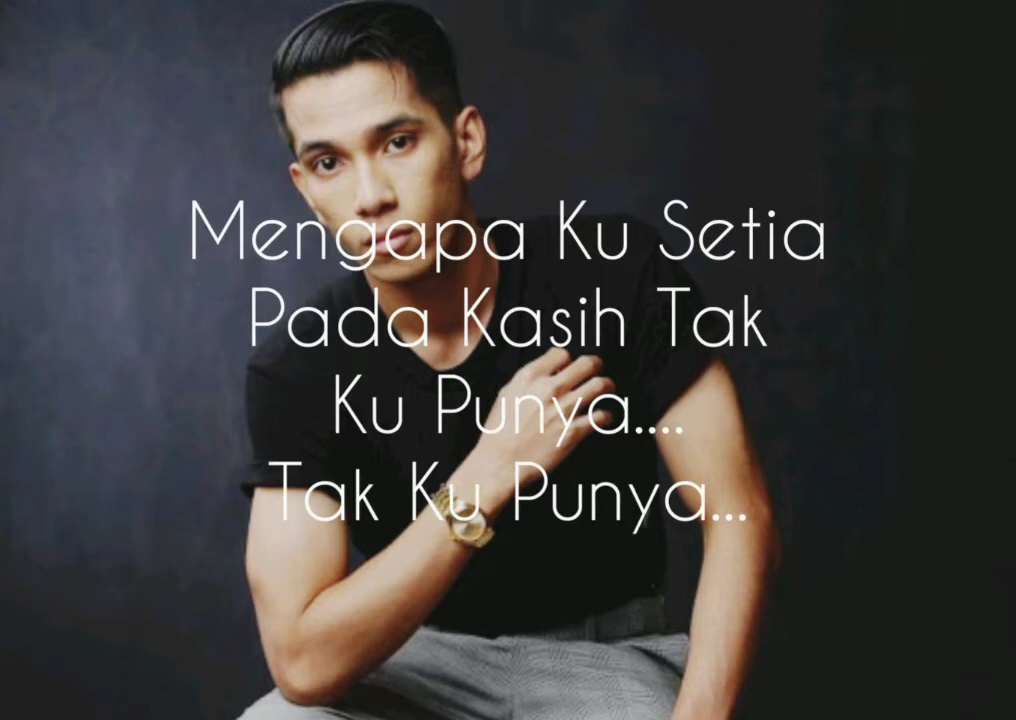 Mengapa Ku Setia
Pada Kasih Tak
Ku Punya....
Tak Ku Punya...